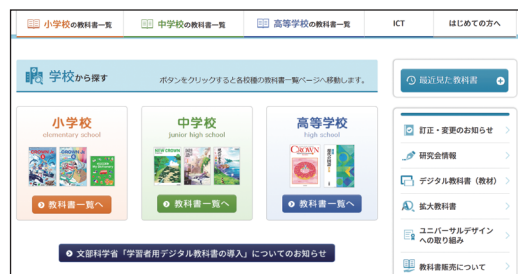 小学校の教科書一覧
中学校の教科書一覧
高等学校の教科書一覧
ICT
はじめての方へ
学校から探す
ボタンをクリックすると各校種の教科書一覧ページへ移動します。
最近見た教科書
小学校
elementary school
中学校
junior high school
高等学校
high school
NEW CROWN
CROWN
教科書一覧へ
教科書一覧へ
教科書一覧へ
訂正・変更のお知らせ
研究会情報
デジタル教科書（教材）
拡大教科書
ユニバーサルデザイン
への取り組み
教科書販売について
文部科学省「学習者用デジタル教科書の導入」についてのお知らせ